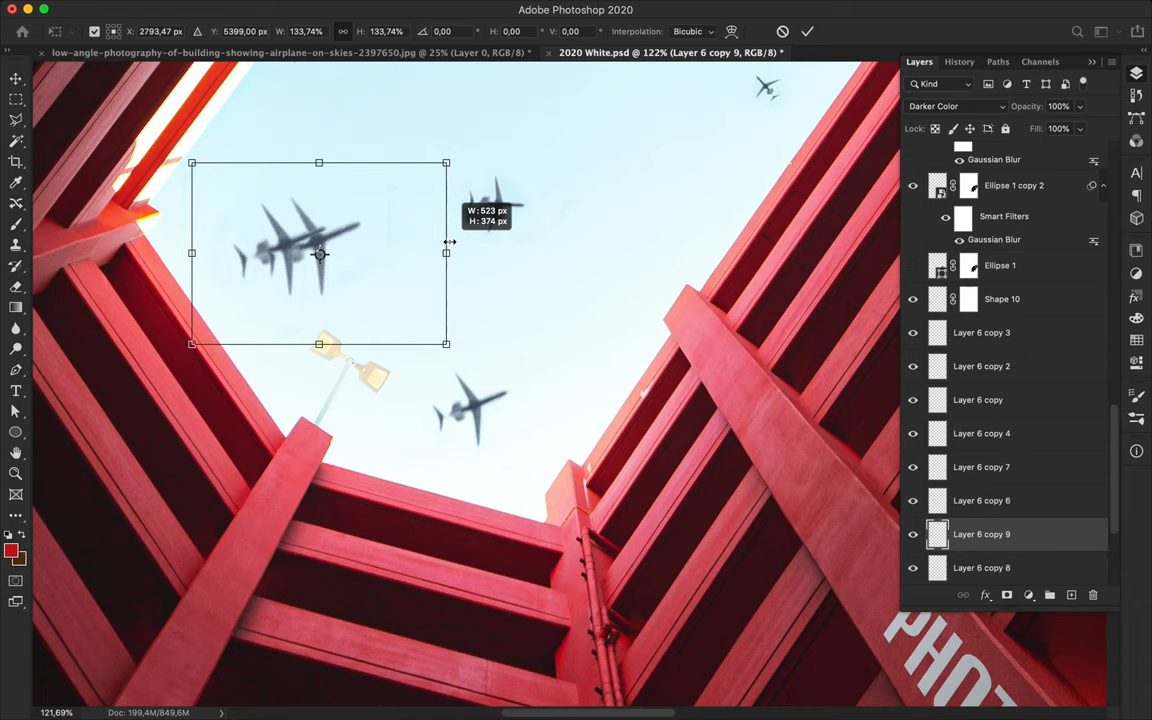 Adobe Photoshop 2020
X: 2793,47 px Y: 5399,00 px W: 133,74% H: 133,74% 0,00 H: 0,00 V: 0,00 Interpolation: Bicubic
low-angle-photography-of-building-showing-airplane-on-skies-2397650.jpg @ 25% (Layer 0, RGB/8) *
2020 White.psd @ 122% (Layer 6 copy 9, RGB/8) *
Layers History Paths Channels
Kind
Darker Color Opacity: 100%
Lock: Fill: 100%
Gaussian Blur
Ellipse 1 copy 2
Smart Filters
Gaussian Blur
Ellipse 1
Shape 10
Layer 6 copy 3
Layer 6 copy 2
Layer 6 copy
Layer 6 copy 4
Layer 6 copy 7
Layer 6 copy 6
Layer 6 copy 9
Layer 6 copy 8
W: 523 px
H: 374 px
PHOT
121,69% Doc: 199,4M/849,6M